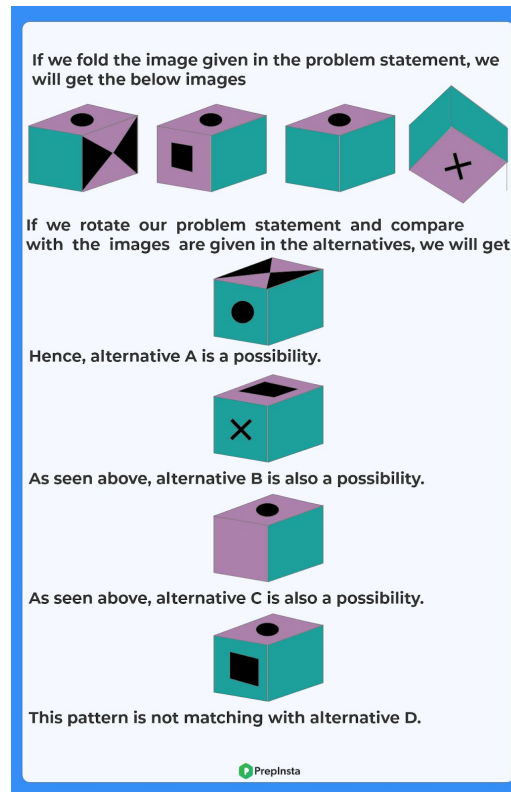 If we fold the image given in the problem statement, we
will get the below images
If we rotate our problem statement and compare
with the images are given in the alternatives, we will get
Hence, alternative A is a possibility.
As seen above, alternative B is also a possibility.
As seen above, alternative C is also a possibility.
This pattern is not matching with alternative D.
PrepInsta